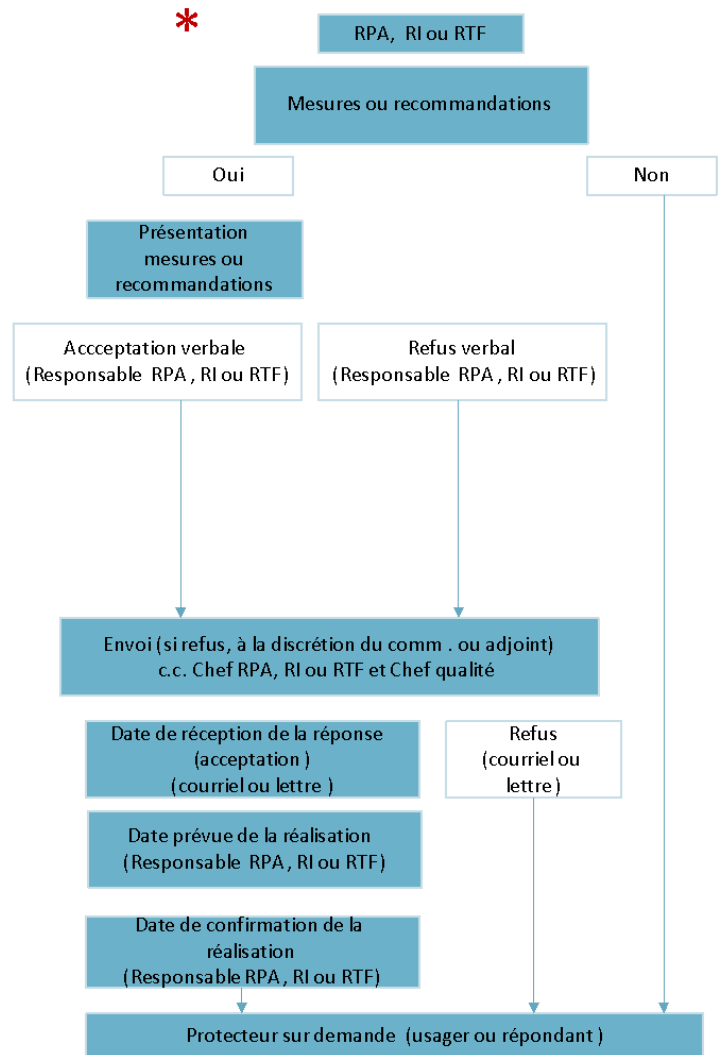 *
RPA, RI ou RTF
Mesures ou recommandations
Oui
Non
Présentation
mesures ou
recommandations
Accceptation verbale
(Responsable RPA, RI ou RTF)
Refus verbal
(Responsable RPA, RI ou RTF)
Envoi (si refus, à la discrétion du comm. ou adjoint)
c.c. Chef RPA, RI ou RTF et Chef qualité
Date de réception de la réponse
(acceptation)
(courriel ou lettre)
Refus
(courriel ou
lettre)
Date prévue de la réalisation
(Responsable RPA, RI ou RTF)
Date de confirmation de la
réalisation
(Responsable RPA, RI ou RTF)
Protecteur sur demande (usager ou répondant)